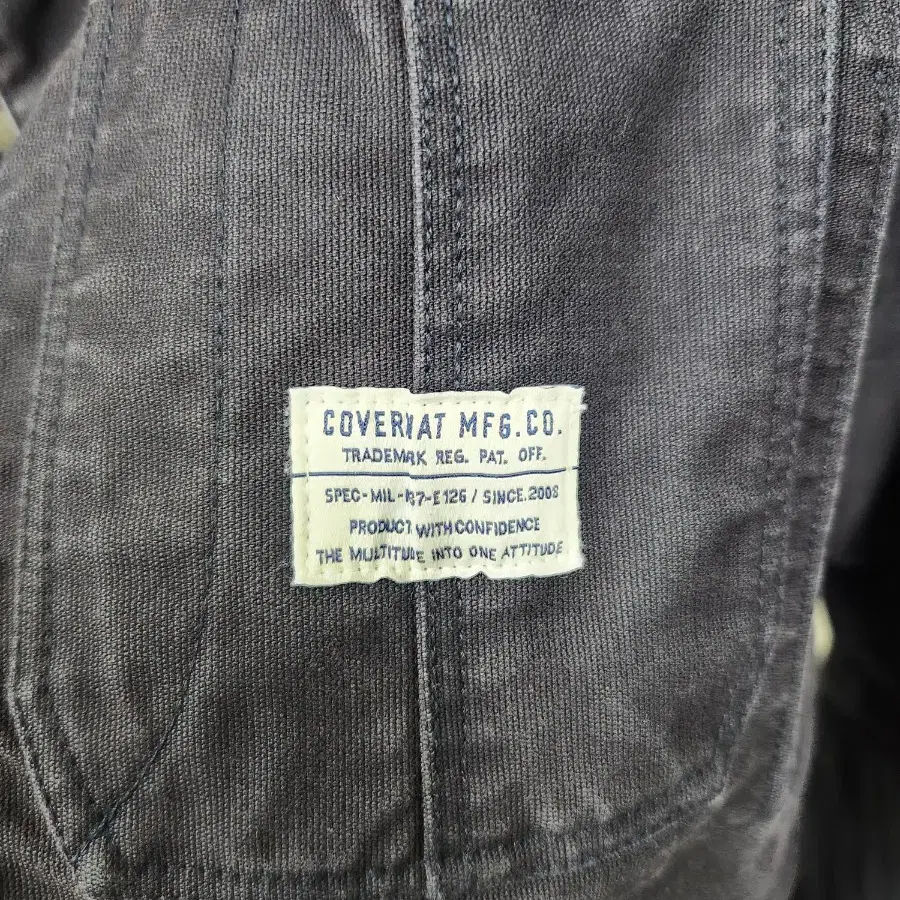 COVERNAT MFG.CO.
TRADEMARK REG. PAT. OFF.
SPEC-MIL-R7-E126 / SINCE.2008
PRODUCT WITH CONFIDENCE
THE MULTITUDE INTO ONE ATTITUDE